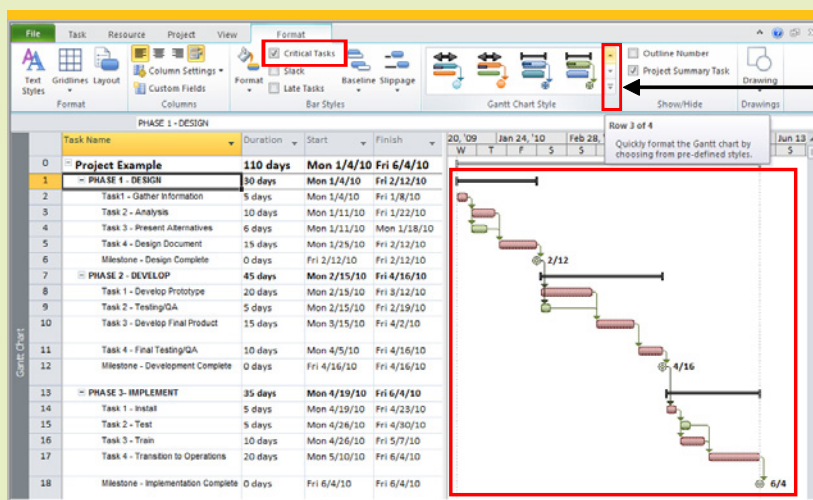 File Task Resource Project View Format
Text Styles Gridlines Layout
Format
Column Settings
Custom Fields
Columns
Format
Critical Tasks
Slack
Late Tasks
Baseline Slippage
Bar Styles
Gantt Chart Style
Outline Number
Project Summary Task
Show/Hide
Drawing
Drawings
PHASE 1 - DESIGN
Row 3 of 4
Quickly format the Gantt chart by
choosing from pre-defined styles.
Task Name Duration Start Finish 20, '09 Jan 24, '10 Feb 28, Jun 13
W T F S S S
0 Project Example 110 days Mon 1/4/10 Fri 6/4/10
1 PHASE 1 - DESIGN 30 days Mon 1/4/10 Fri 2/12/10
2 Task1 - Gather Information 5 days Mon 1/4/10 Fri 1/8/10
3 Task 2 - Analysis 10 days Mon 1/11/10 Fri 1/22/10
4 Task 3 - Present Alternatives 6 days Mon 1/11/10 Mon 1/18/10
5 Task 4 - Design Document 15 days Mon 1/25/10 Fri 2/12/10
6 Milestone - Design Complete 0 days Fri 2/12/10 Fri 2/12/10 2/12
7 PHASE 2 - DEVELOP 45 days Mon 2/15/10 Fri 4/16/10
8 Task 1 - Develop Prototype 20 days Mon 2/15/10 Fri 3/12/10
9 Task 2 - Testing/QA 5 days Mon 2/15/10 Fri 2/19/10
10 Task 3 - Develop Final Product 15 days Mon 3/15/10 Fri 4/2/10
11 Task 4 - Final Testing/QA 10 days Mon 4/5/10 Fri 4/16/10
12 Milestone - Development Complete 0 days Fri 4/16/10 Fri 4/16/10 4/16
13 PHASE 3- IMPLEMENT 35 days Mon 4/19/10 Fri 6/4/10
14 Task 1 - Install 5 days Mon 4/19/10 Fri 4/23/10
15 Task 2 - Test 5 days Mon 4/26/10 Fri 4/30/10
16 Task 3 - Train 10 days Mon 4/26/10 Fri 5/7/10
17 Task 4 - Transition to Operations 20 days Mon 5/10/10 Fri 6/4/10
18 Milestone - Implementation Complete 0 days Fri 6/4/10 Fri 6/4/10 6/4
Gantt Chart